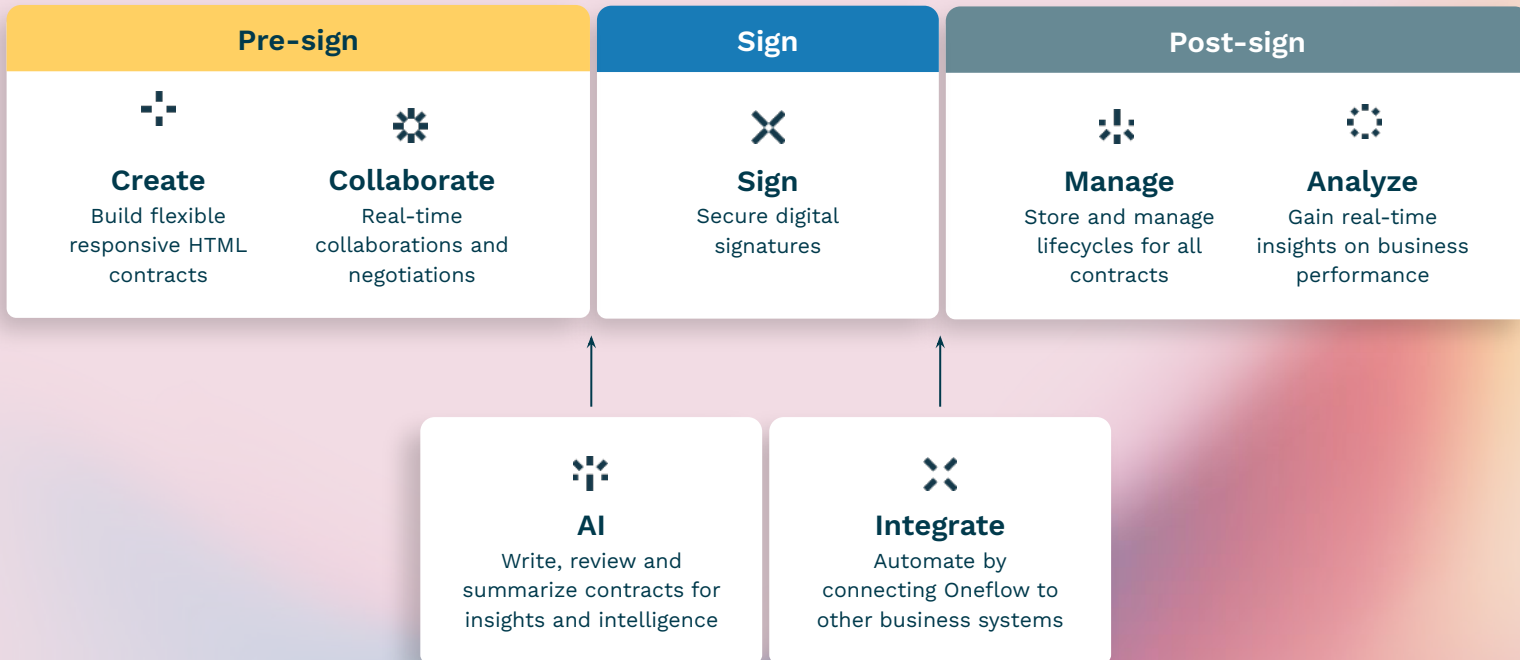 Pre-sign
Create
Build flexible
responsive HTML
contracts
Collaborate
Real-time
collaborations and
negotiations
Sign
Sign
Secure digital
signatures
Post-sign
Manage
Store and manage
lifecycles for all
contracts
Analyze
Gain real-time
insights on business
performance
AI
Write, review and
summarize contracts for
insights and intelligence
Integrate
Automate by
connecting Oneflow to
other business systems